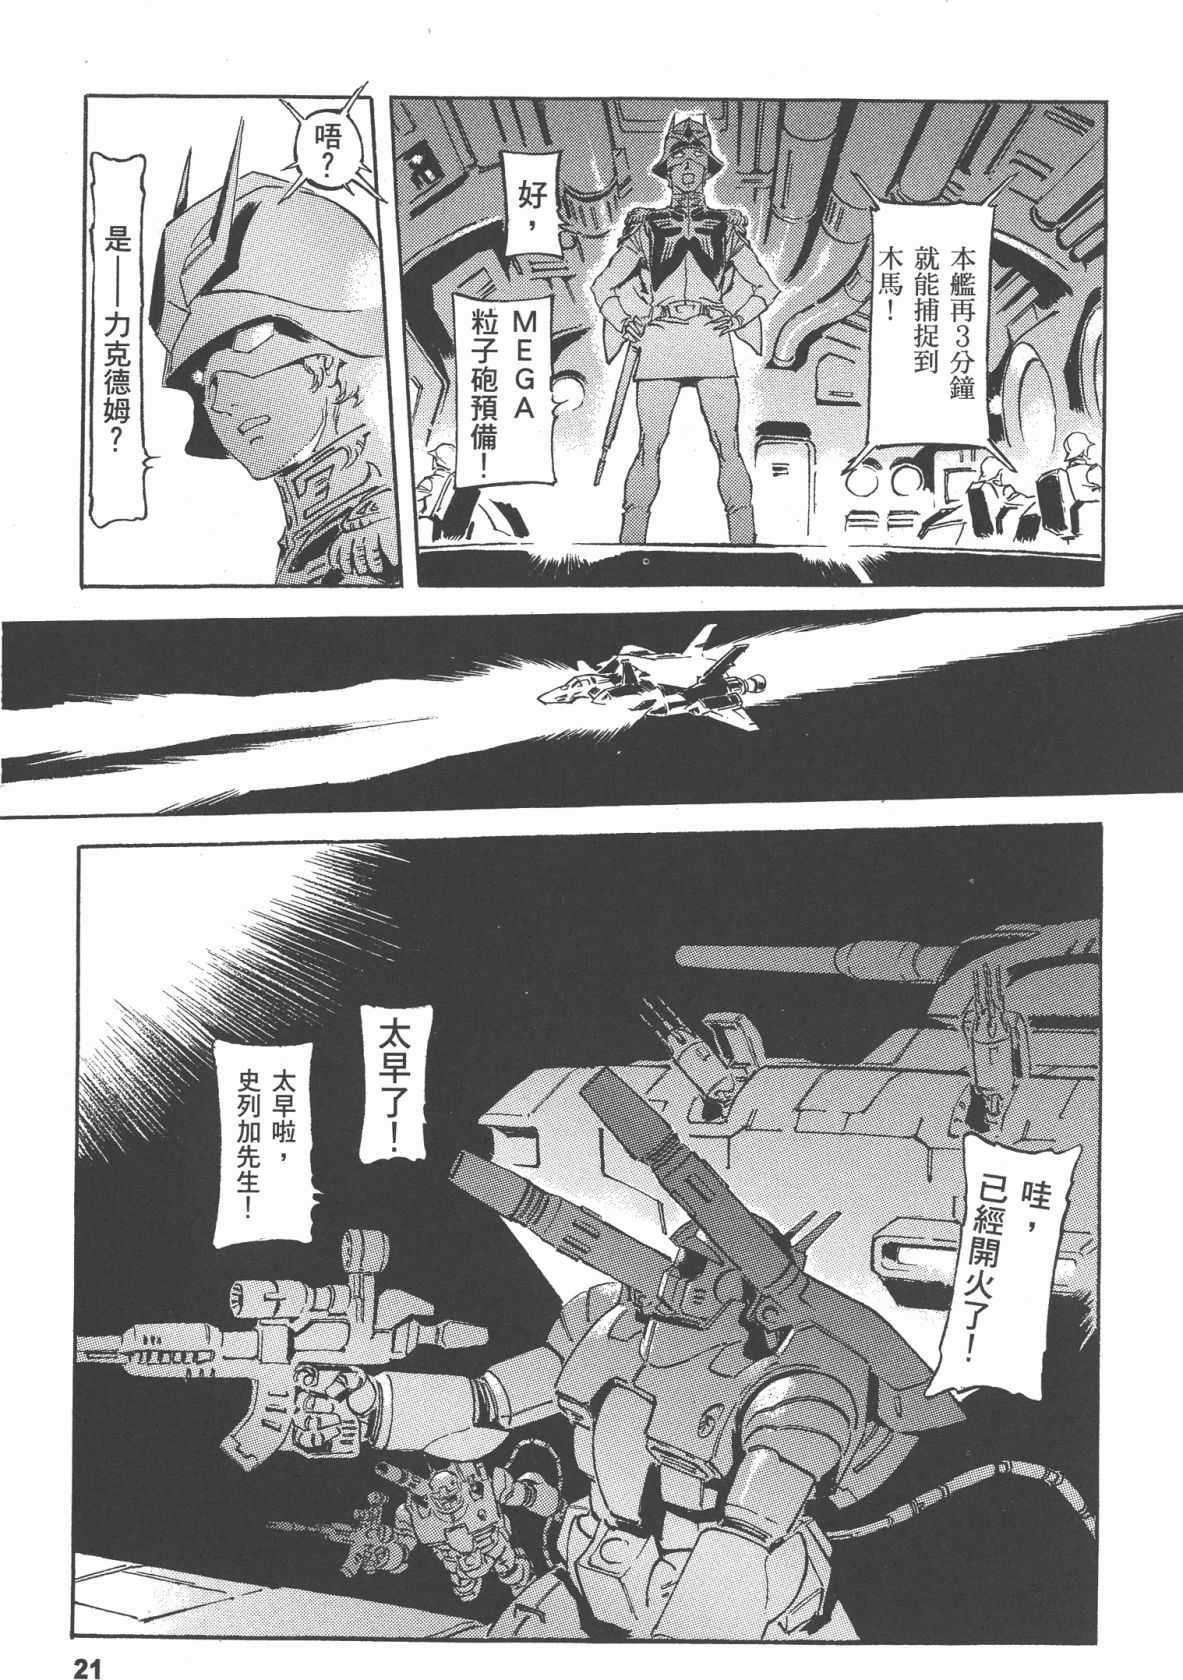 本艦再3分鐘
就能捕捉到
木馬！
好，
MEGA
粒子砲預備！
唔？
是——力克德姆？
哇，
已經開火了！
太早了！
太早啦，
史列加先生！
21